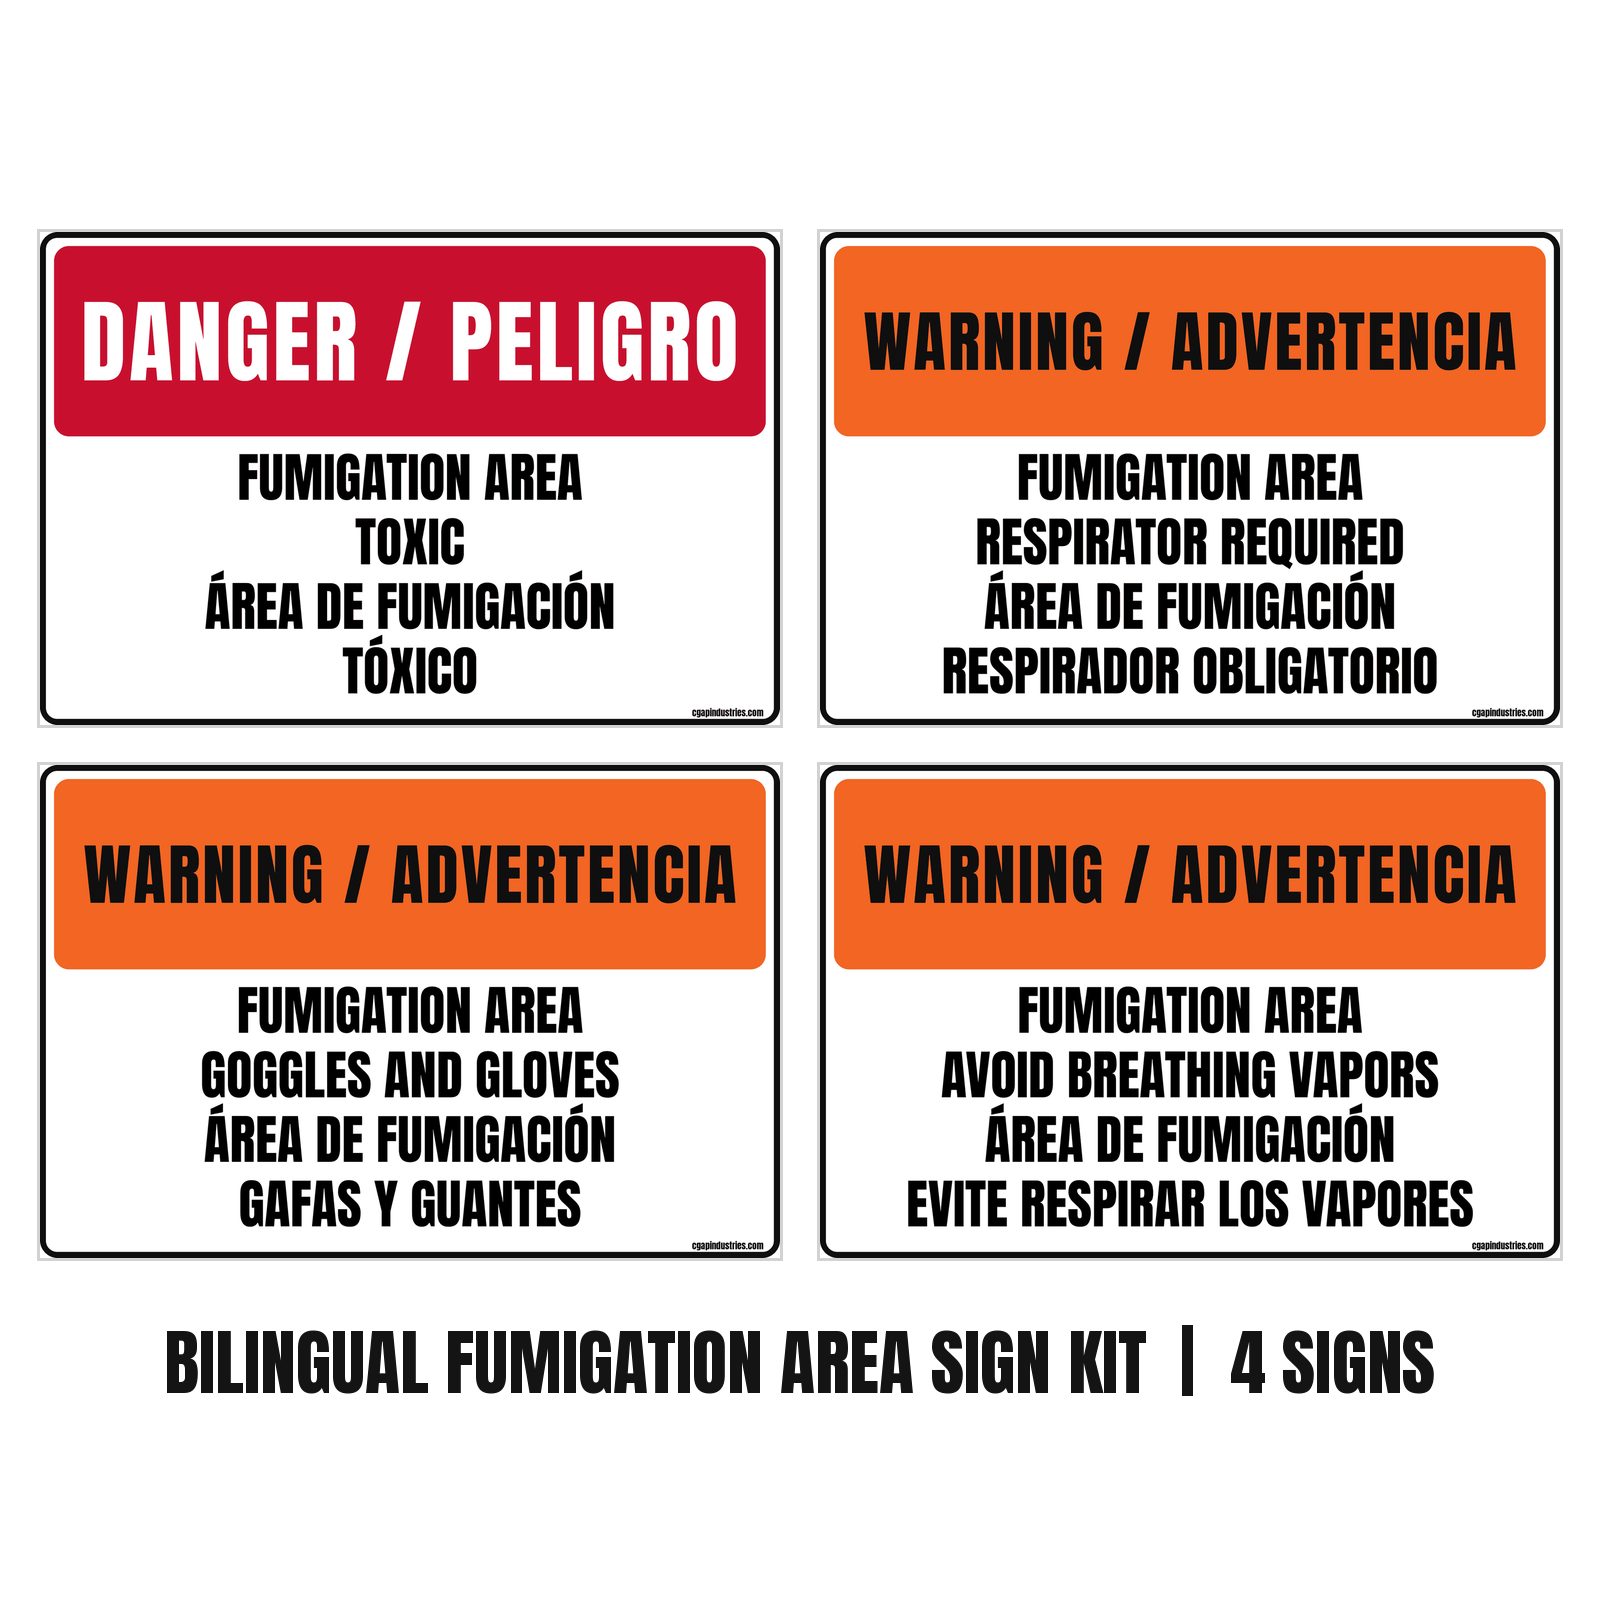 DANGER / PELIGRO
FUMIGATION AREA
TOXIC
ÁREA DE FUMIGACIÓN
TÓXICO
cgapindustries.com
WARNING / ADVERTENCIA
FUMIGATION AREA
RESPIRATOR REQUIRED
ÁREA DE FUMIGACIÓN
RESPIRADOR OBLIGATORIO
cgapindustries.com
WARNING / ADVERTENCIA
FUMIGATION AREA
GOGGLES AND GLOVES
ÁREA DE FUMIGACIÓN
GAFAS Y GUANTES
cgapindustries.com
WARNING / ADVERTENCIA
FUMIGATION AREA
AVOID BREATHING VAPORS
ÁREA DE FUMIGACIÓN
EVITE RESPIRAR LOS VAPORES
cgapindustries.com
BILINGUAL FUMIGATION AREA SIGN KIT | 4 SIGNS